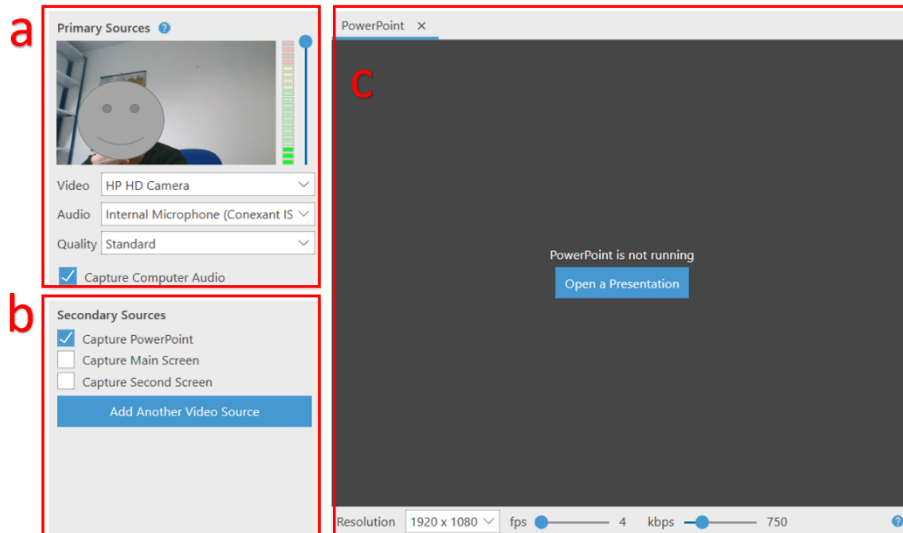 a
Primary Sources ?
Video HP HD Camera
Audio Internal Microphone (Conexant IS
Quality Standard
Capture Computer Audio
b
Secondary Sources
Capture PowerPoint
Capture Main Screen
Capture Second Screen
Add Another Video Source
PowerPoint ×
c
PowerPoint is not running
Open a Presentation
Resolution 1920 x 1080 fps 4 kbps 750 ?